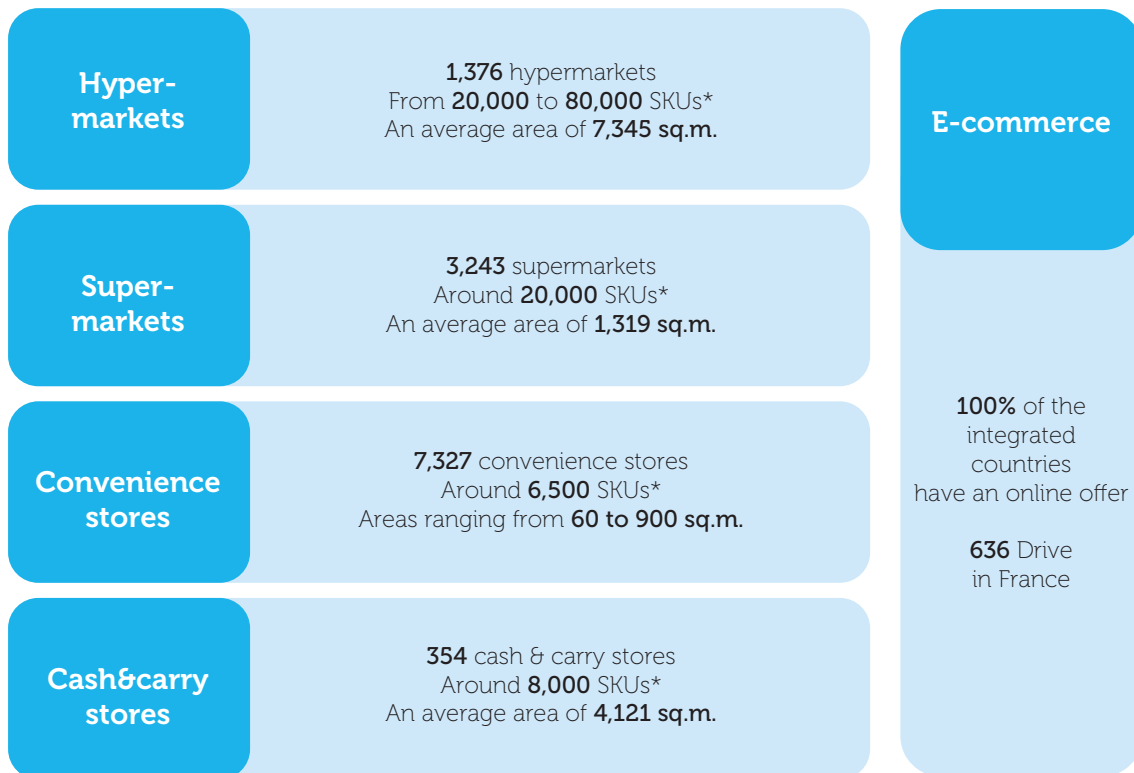 Hyper-
markets
1,376 hypermarkets
From 20,000 to 80,000 SKUs*
An average area of 7,345 sq.m.
Super-
markets
3,243 supermarkets
Around 20,000 SKUs*
An average area of 1,319 sq.m.
Convenience
stores
7,327 convenience stores
Around 6,500 SKUs*
Areas ranging from 60 to 900 sq.m.
Cash&carry
stores
354 cash & carry stores
Around 8,000 SKUs*
An average area of 4,121 sq.m.
E-commerce
100% of the
integrated
countries
have an online offer
636 Drive
in France